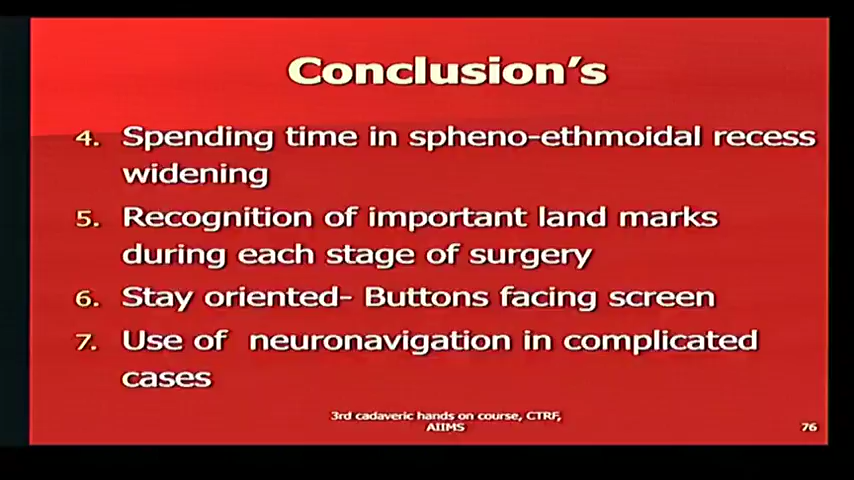 Conclusion's
4. Spending time in spheno-ethmoidal recess
widening
5. Recognition of important land marks
during each stage of surgery
6. Stay oriented- Buttons facing screen
7. Use of neuronavigation in complicated
cases
3rd cadaveric hands on course, CTRF,
AIIMS
76